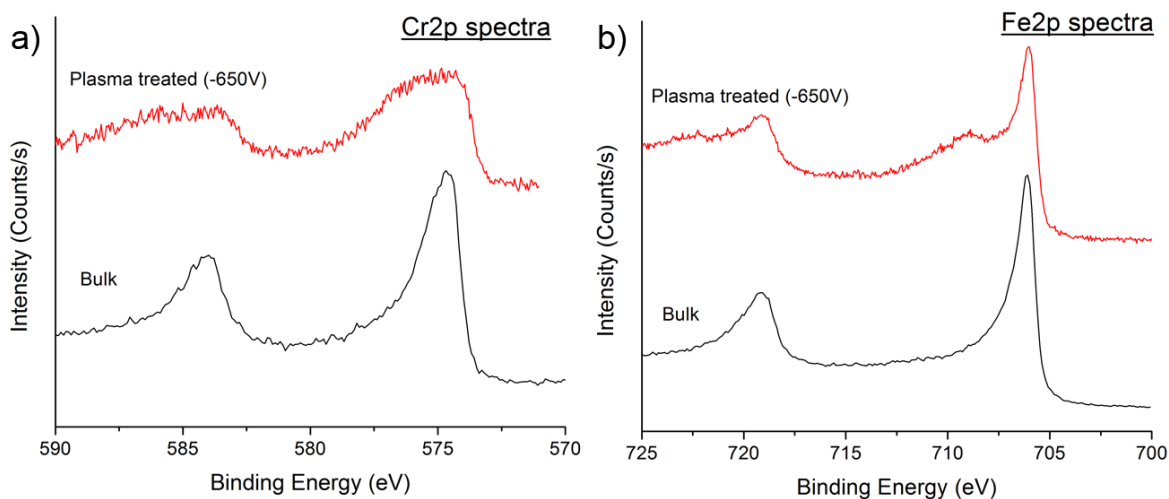 a)
Cr2p spectra
Plasma treated (-650V)
Bulk
Intensity (Counts/s)
590 585 580 575 570
Binding Energy (eV)
b)
Fe2p spectra
Plasma treated (-650V)
Bulk
Intensity (Counts/s)
725 720 715 710 705 700
Binding Energy (eV)